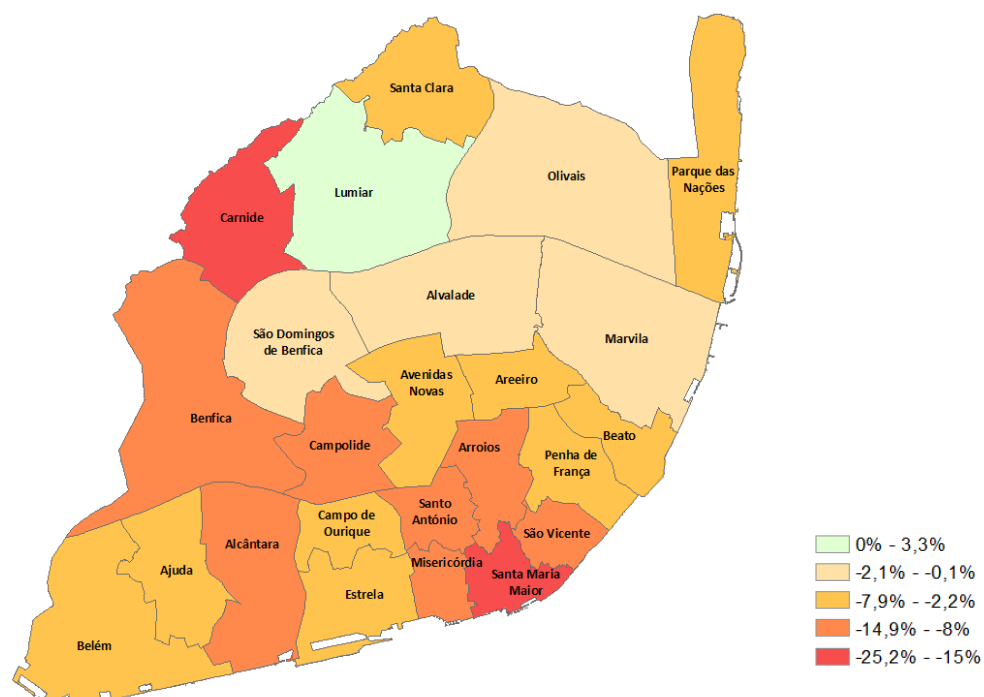 Santa Clara
Parque das
Nações
Olivais
Lumiar
Carnide
Alvalade
São Domingos
de Benfica
Marvila
Avenidas
Novas
Areeiro
Benfica
Campolide
Arroios
Beato
Penha de
França
Santo
António
Campo de
Ourique
São Vicente
Alcântara
Misericórdia
Ajuda
Santa Maria
Maior
Estrela
Belém
0% - 3,3%
-2,1% - -0,1%
-7,9% - -2,2%
-14,9% - -8%
-25,2% - -15%